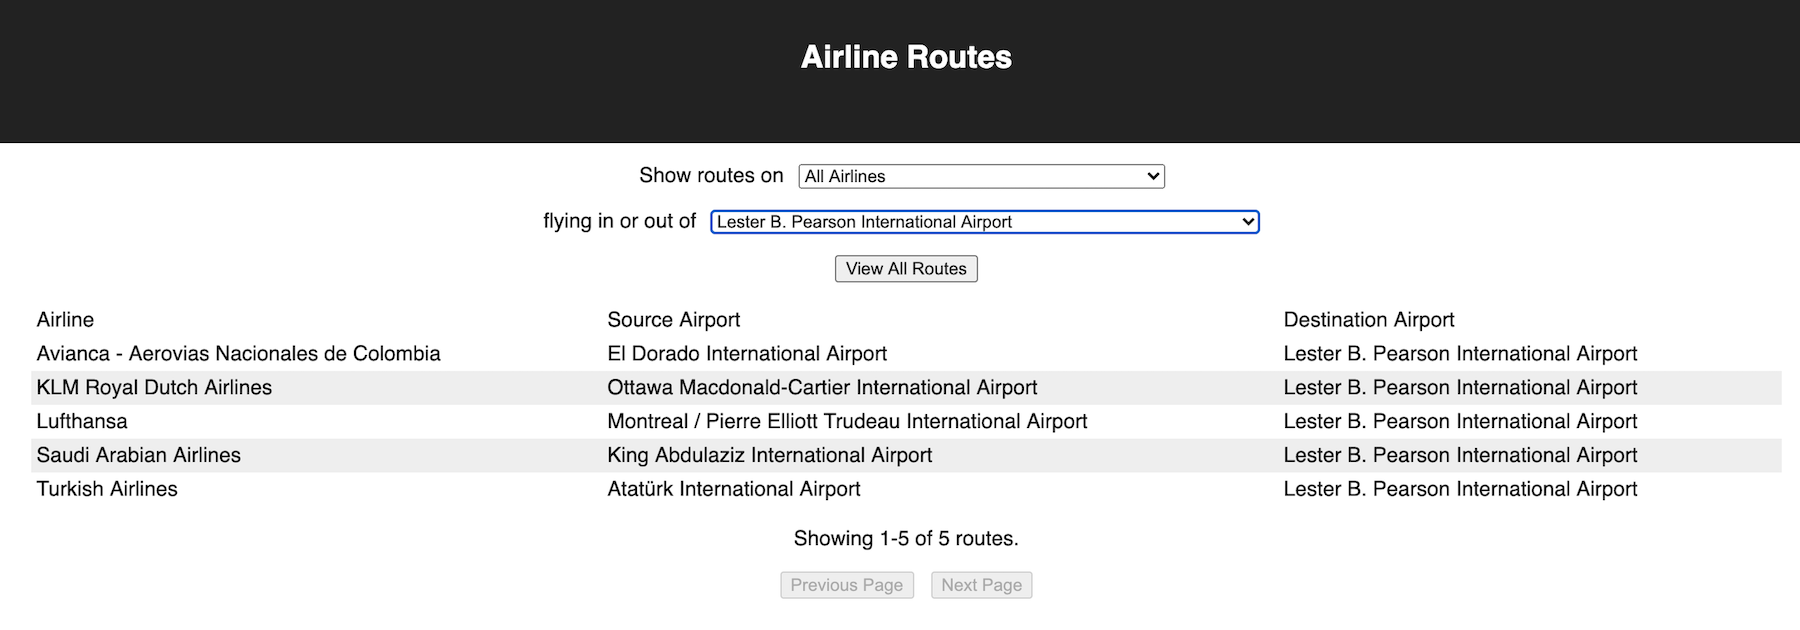 Airline Routes
Show routes on All Airlines
flying in or out of Lester B. Pearson International Airport
View All Routes
Airline Source Airport Destination Airport
Avianca - Aerovias Nacionales de Colombia El Dorado International Airport Lester B. Pearson International Airport
KLM Royal Dutch Airlines Ottawa Macdonald-Cartier International Airport Lester B. Pearson International Airport
Lufthansa Montreal / Pierre Elliott Trudeau International Airport Lester B. Pearson International Airport
Saudi Arabian Airlines King Abdulaziz International Airport Lester B. Pearson International Airport
Turkish Airlines Atatürk International Airport Lester B. Pearson International Airport
Showing 1-5 of 5 routes.
Previous Page Next Page